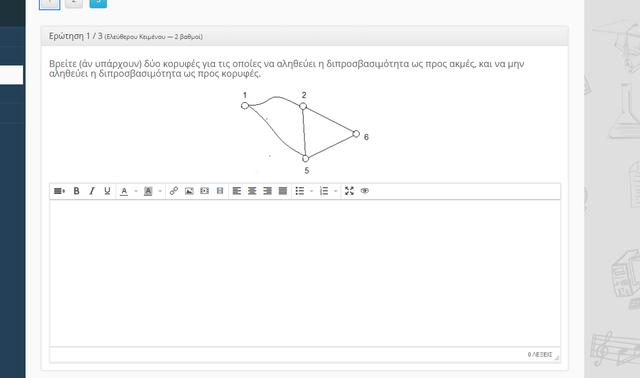 1 2 3
Ερώτηση 1 / 3 (Ελεύθερου Κειμένου — 2 βαθμοί)
Βρείτε (άν υπάρχουν) δύο κορυφές για τις οποίες να αληθεύει η διπροσβασιμότητα ως προς ακμές, και να μην
αληθεύει η διπροσβασιμότητα ως προς κορυφές.
1 2
6
5
B I U A A
0 ΛΕΞΕΙΣ